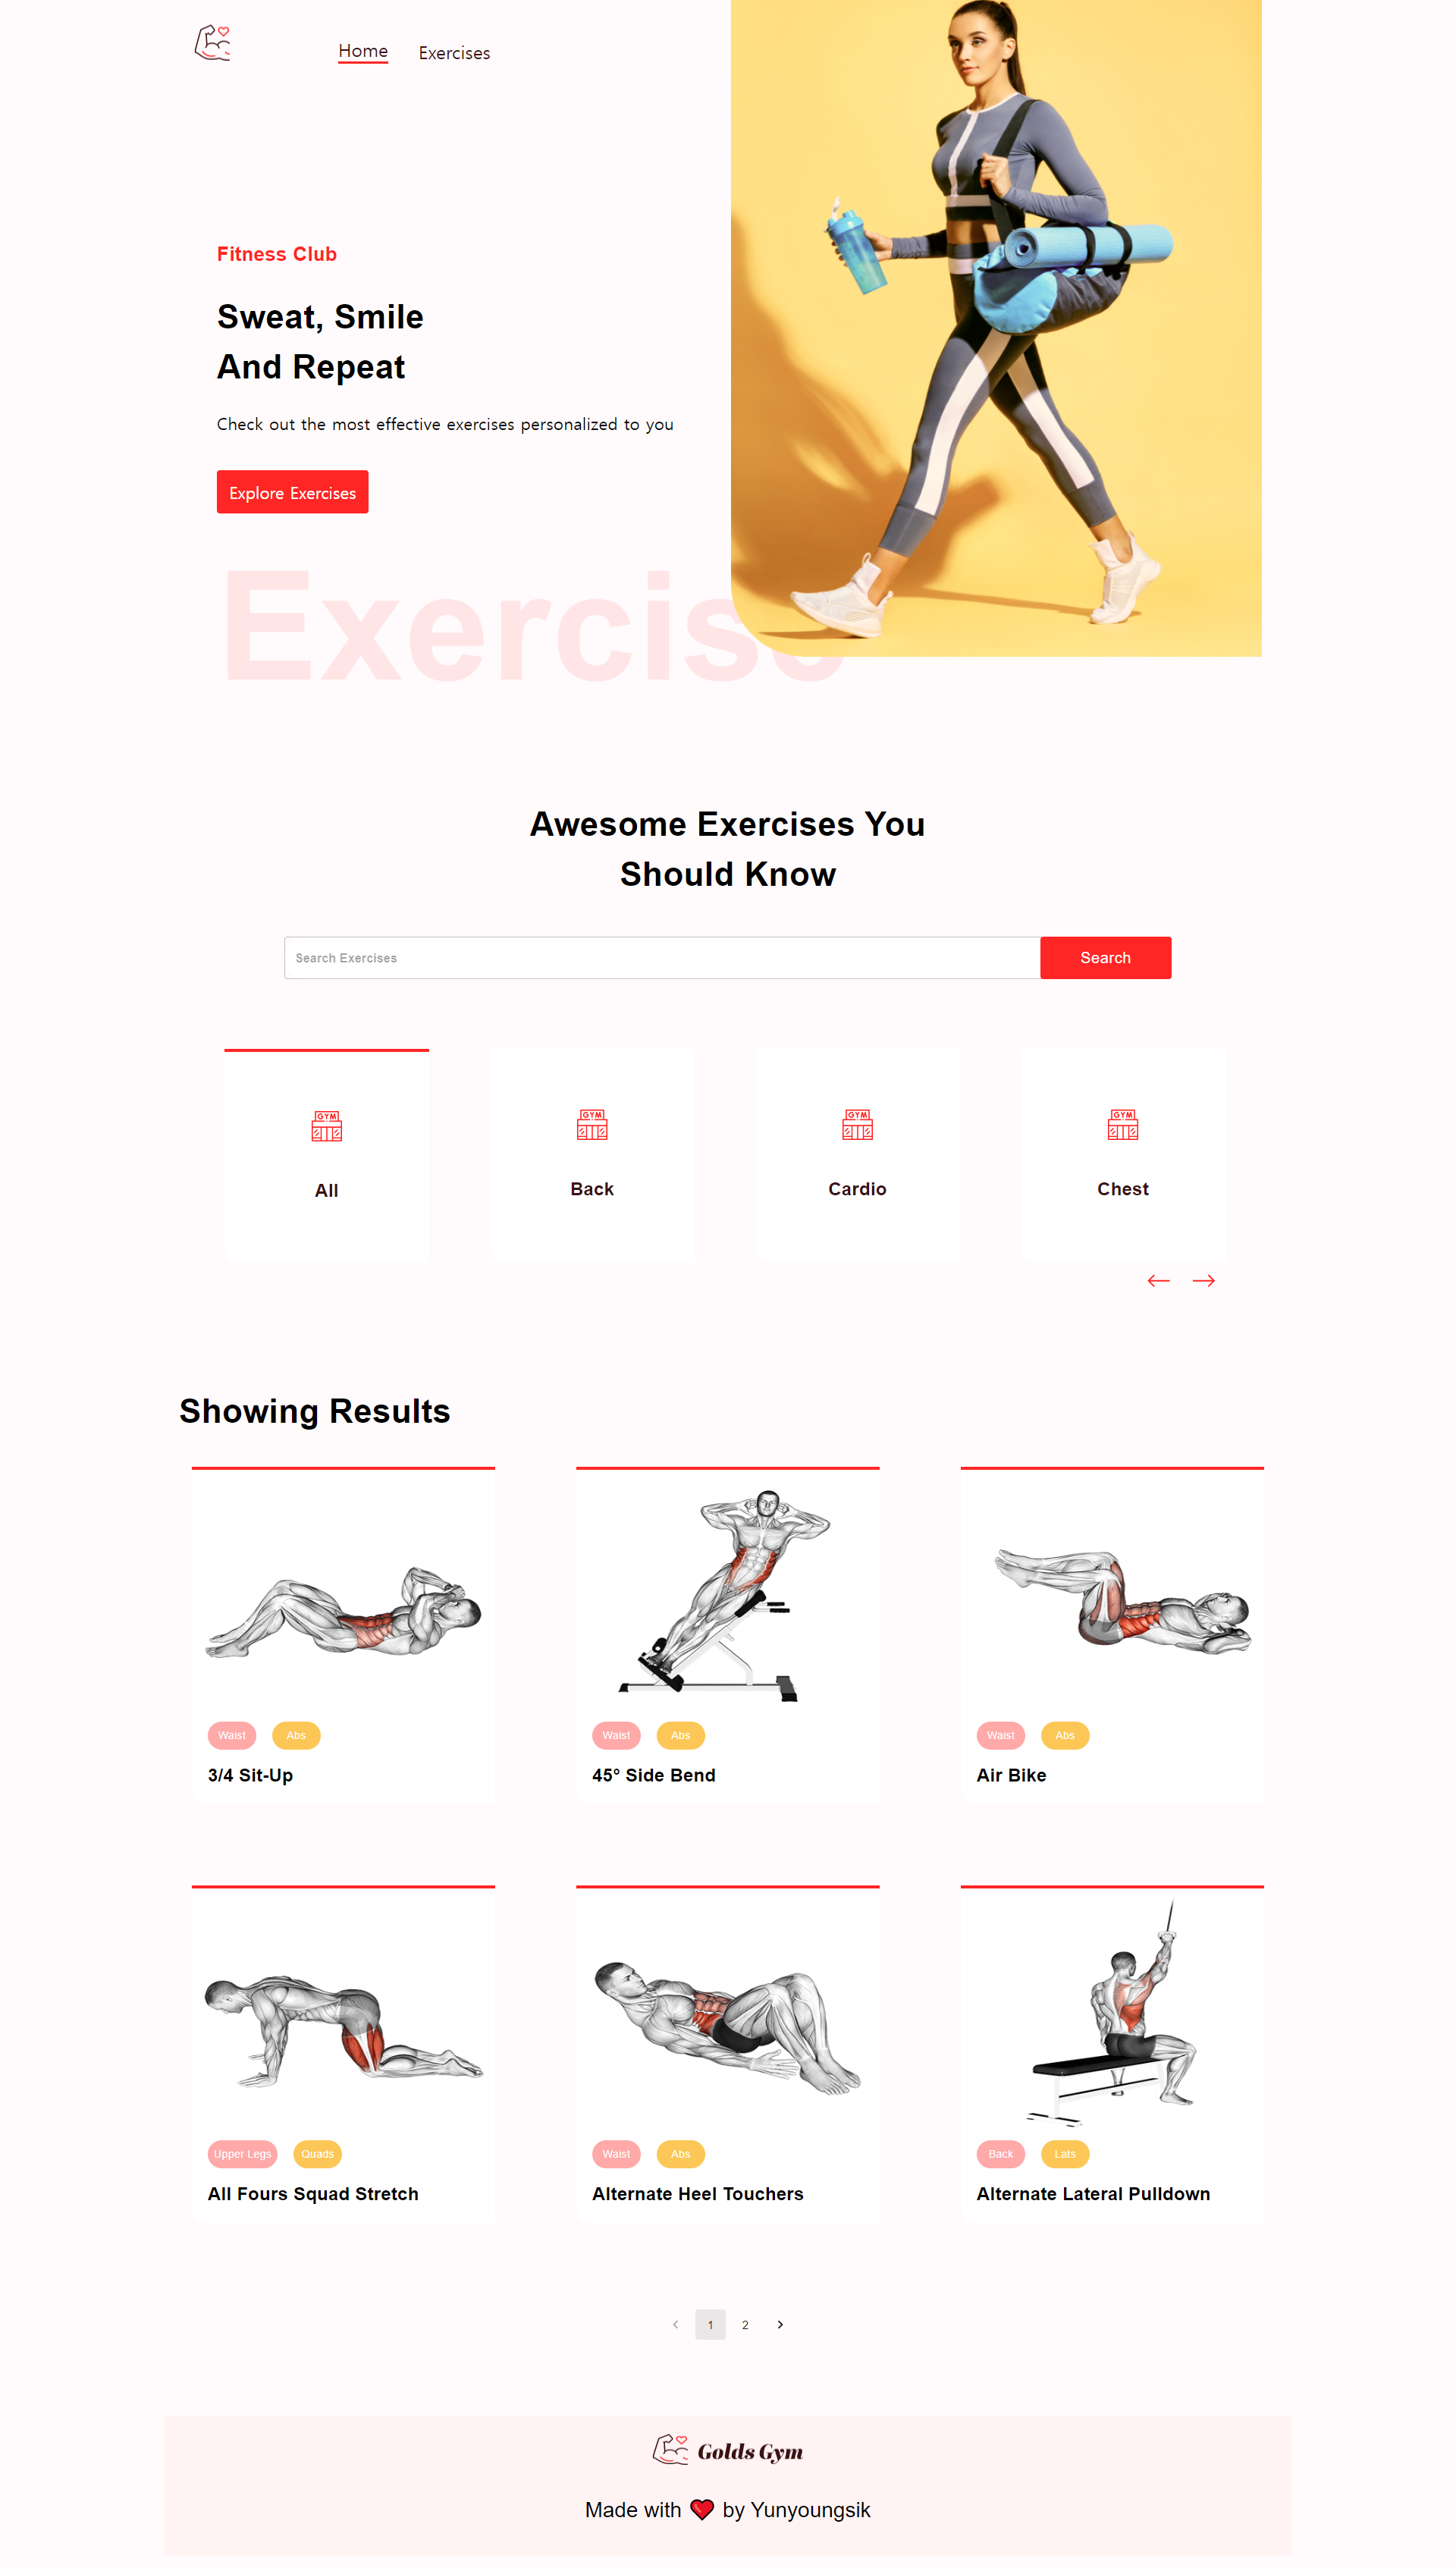 Home Exercises
Fitness Club
Sweat, Smile
And Repeat
Check out the most effective exercises personalized to you
Explore Exercises
Exercise
Awesome Exercises You
Should Know
Search Exercises Search
GYM GYM GYM GYM
All Back Cardio Chest
Showing Results
Waist Abs
3/4 Sit-Up
Waist Abs
45° Side Bend
Waist Abs
Air Bike
Upper Legs Quads
All Fours Squad Stretch
Waist Abs
Alternate Heel Touchers
Back Lats
Alternate Lateral Pulldown
1 2
Golds Gym
Made with ❤️ by Yunyoungsik